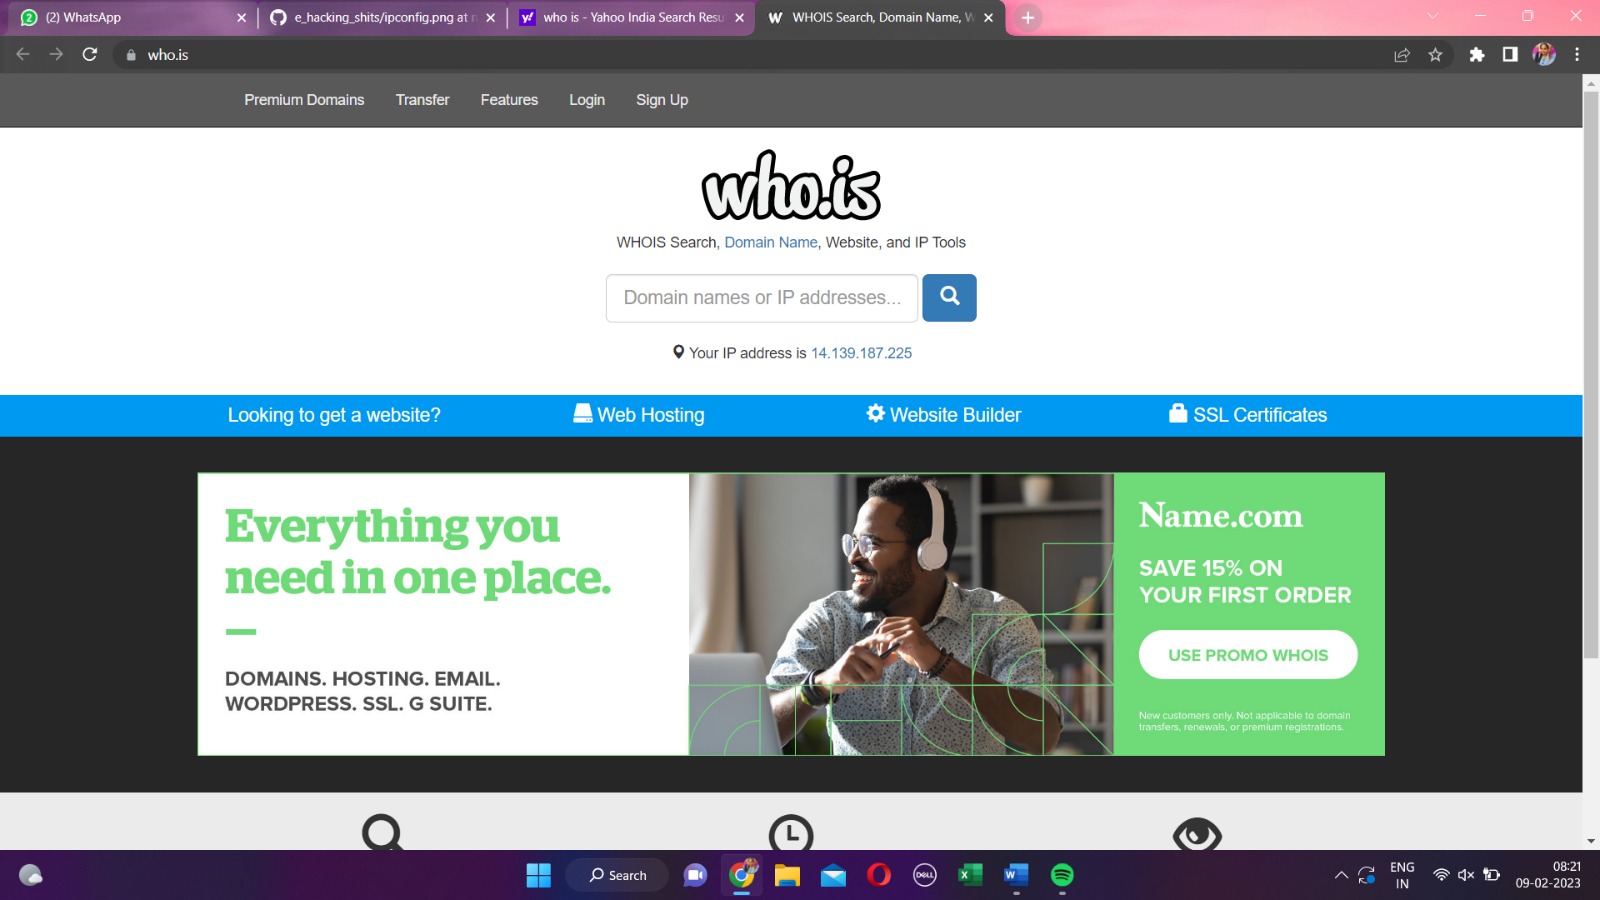 (2) WhatsApp
e_hacking_shits/ipconfig.png at
who is - Yahoo India Search Resu
WHOIS Search, Domain Name, W
who.is
Premium Domains
Transfer
Features
Login
Sign Up
who.is
WHOIS Search, Domain Name, Website, and IP Tools
Domain names or IP addresses...
Your IP address is 14.139.187.225
Looking to get a website?
Web Hosting
Website Builder
SSL Certificates
Everything you
need in one place.
DOMAINS. HOSTING. EMAIL.
WORDPRESS. SSL. G SUITE.
Name.com
SAVE 15% ON
YOUR FIRST ORDER
USE PROMO WHOIS
New customers only. Not applicable to domain
transfers, renewals, or premium registrations.
Search
DELL
ENG
IN
08:21
09-02-2023